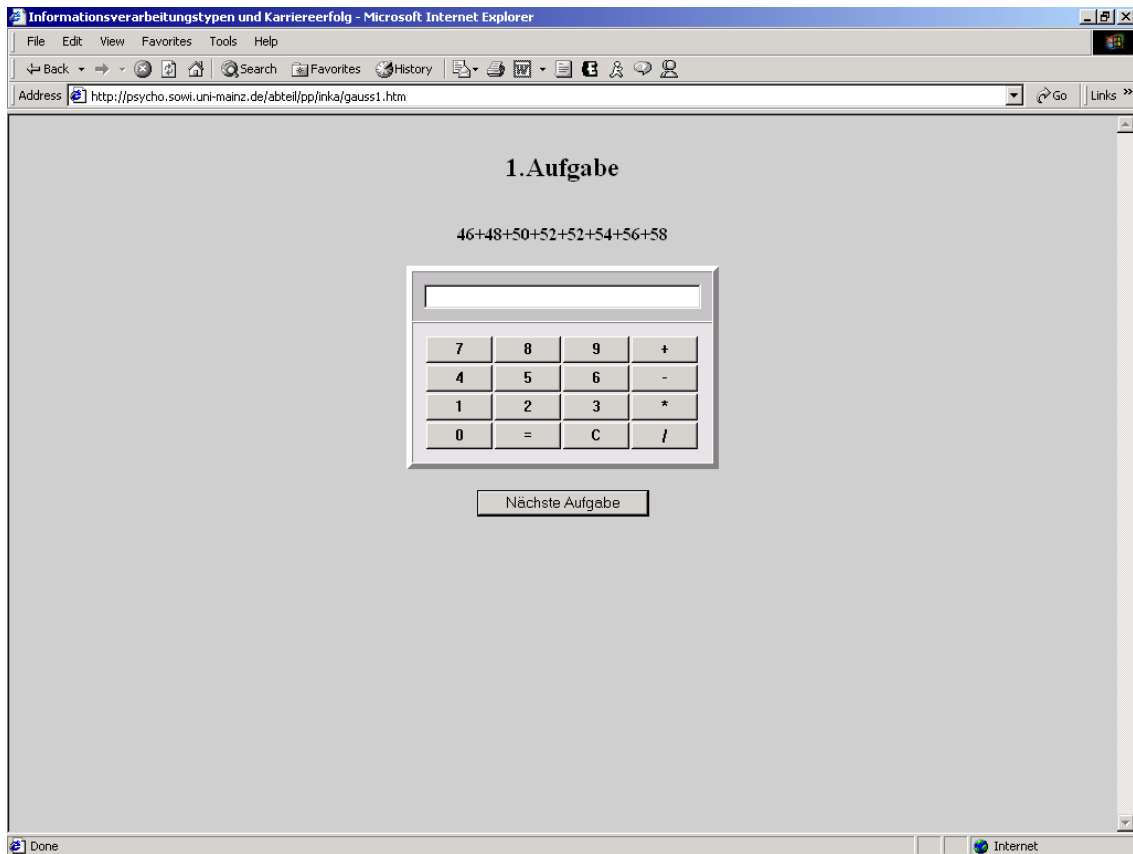 Informationsverarbeitungstypen und Karriereerfolg - Microsoft Internet Explorer
File Edit View Favorites Tools Help
Back Search Favorites History
Address http://psycho.sowi.uni-mainz.de/abteil/pp/inka/gauss1.htm Go Links »
1.Aufgabe
46+48+50+52+52+54+56+58
7 8 9 +
4 5 6 -
1 2 3 *
0 = C /
Nächste Aufgabe
Done Internet